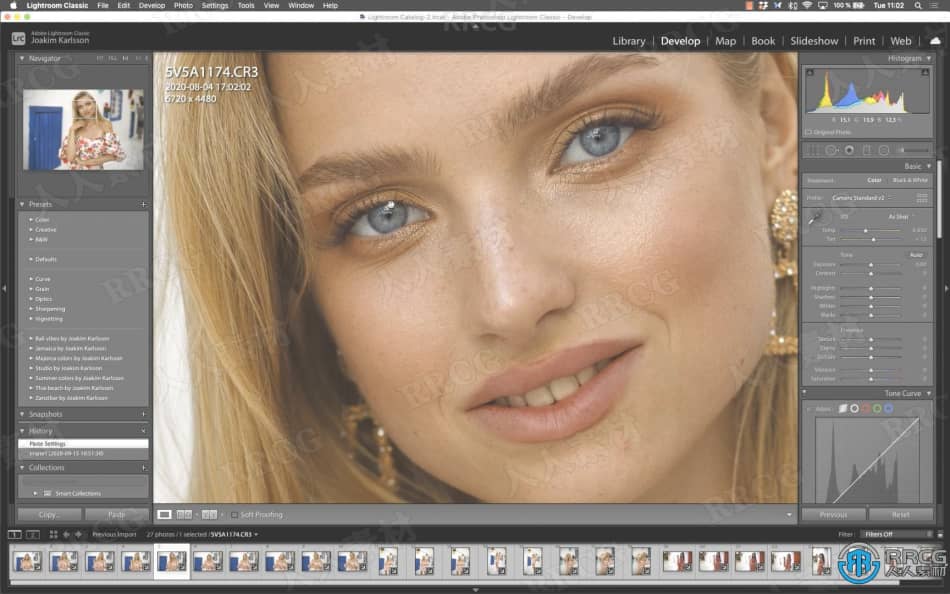 Lightroom Classic File Edit Develop Photo Settings Tools View Window Help
100 % Tue 11:02
Lightroom Catalog-2.lrcat - Adobe Photoshop Lightroom Classic - Develop
LrC
Adobe Lightroom Classic
Joakim Karlsson
Library | Develop | Map | Book | Slideshow | Print | Web
Navigator
FIT FILL
5V5A1174.CR3
2020-08-04 17:02:02
6720 x 4480
Presets
Color
Creative
B&W
Defaults
Curve
Grain
Optics
Sharpening
Vignetting
Bali vibes by Joakim Karlsson
Jamaica by Joakim Karlsson
Majorca colors by Joakim Karlsson
Studio by Joakim Karlsson
Summer colors by Joakim Karlsson
Thai beach by Joakim Karlsson
Zanzibar by Joakim Karlsson
Snapshots
History
Paste Settings
Import (2020-09-15 10:51:34)
Collections
Smart Collections
Copy...
Paste
Histogram
R 15,1 G 13,9 B 12,3 %
Original Photo
Basic
Treatment: Color Black & White
Profile: Camera Standard v2
WB: As Shot
Temp
Tint
Tone Auto
Exposure
Contrast
Highlights
Shadows
Whites
Blacks
Presence
Texture
Clarity
Dehaze
Vibrance
Saturation
Tone Curve
Adjust:
Previous
Reset
Soft Proofing
1 2 Previous Import 27 photos / 1 selected / 5V5A1174.CR3
Filter: Filters Off
RRCG
人人素材